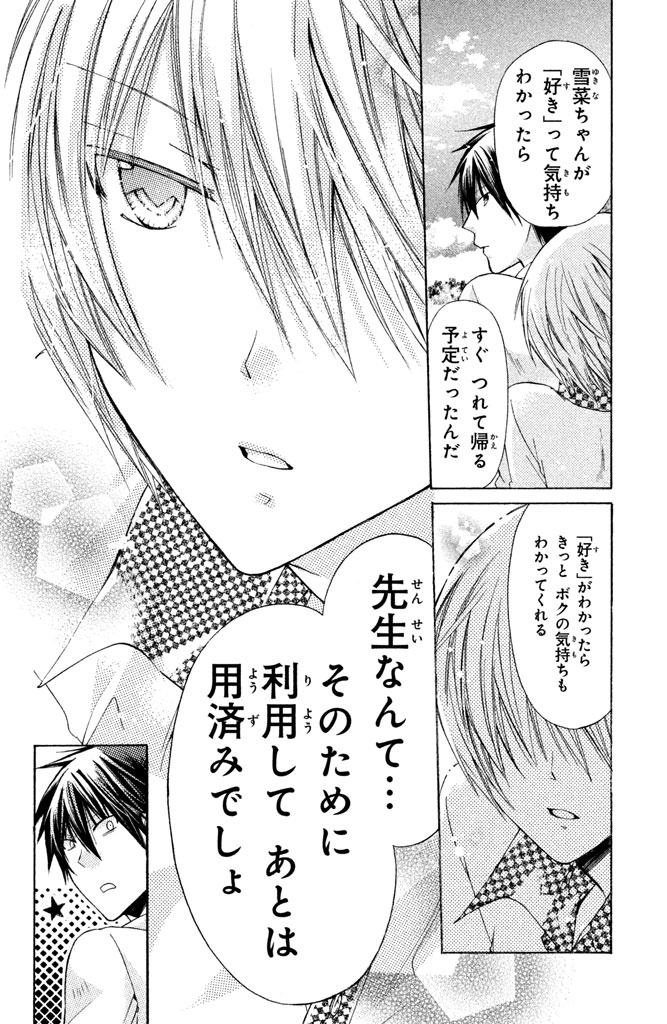 雪菜ちゃんが
「好き」って気持ち
わかったら
すぐ つれて帰る
予定だったんだ
「好き」がわかったら
きっと ボクの気持ちも
わかってくれる
先生なんて…
そのために
利用して あとは
用済みでしょ